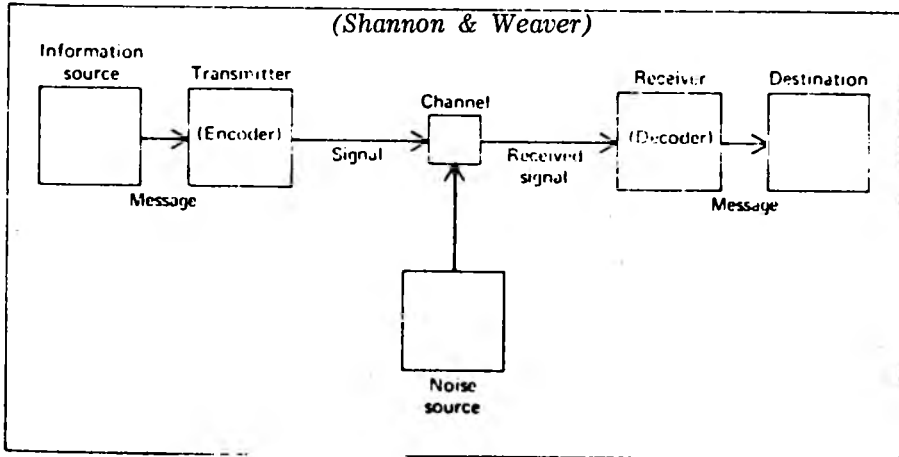 (Shannon & Weaver)
Information
source
Transmitter
(Encoder)
Message
Signal
Channel
Received
signal
Receiver
(Decoder)
Destination
Message
Noise
source